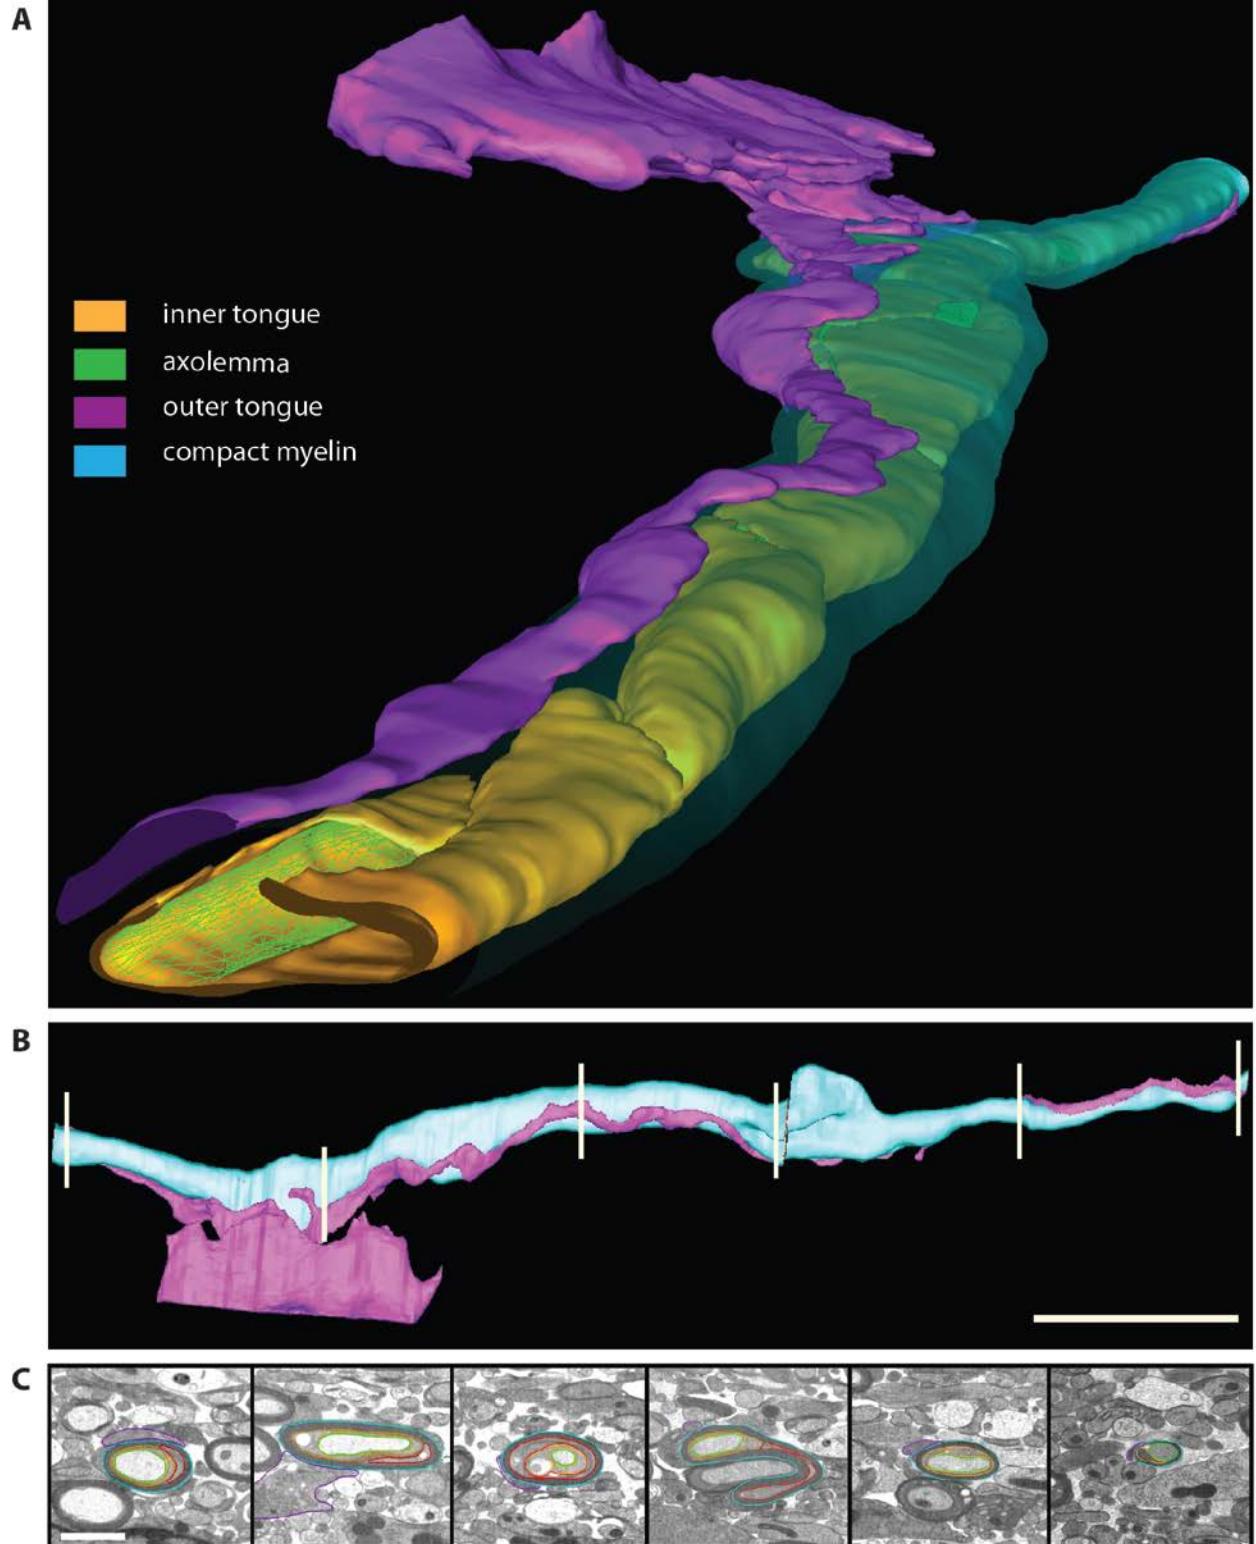 A
inner tongue
axolemma
outer tongue
compact myelin
B
C